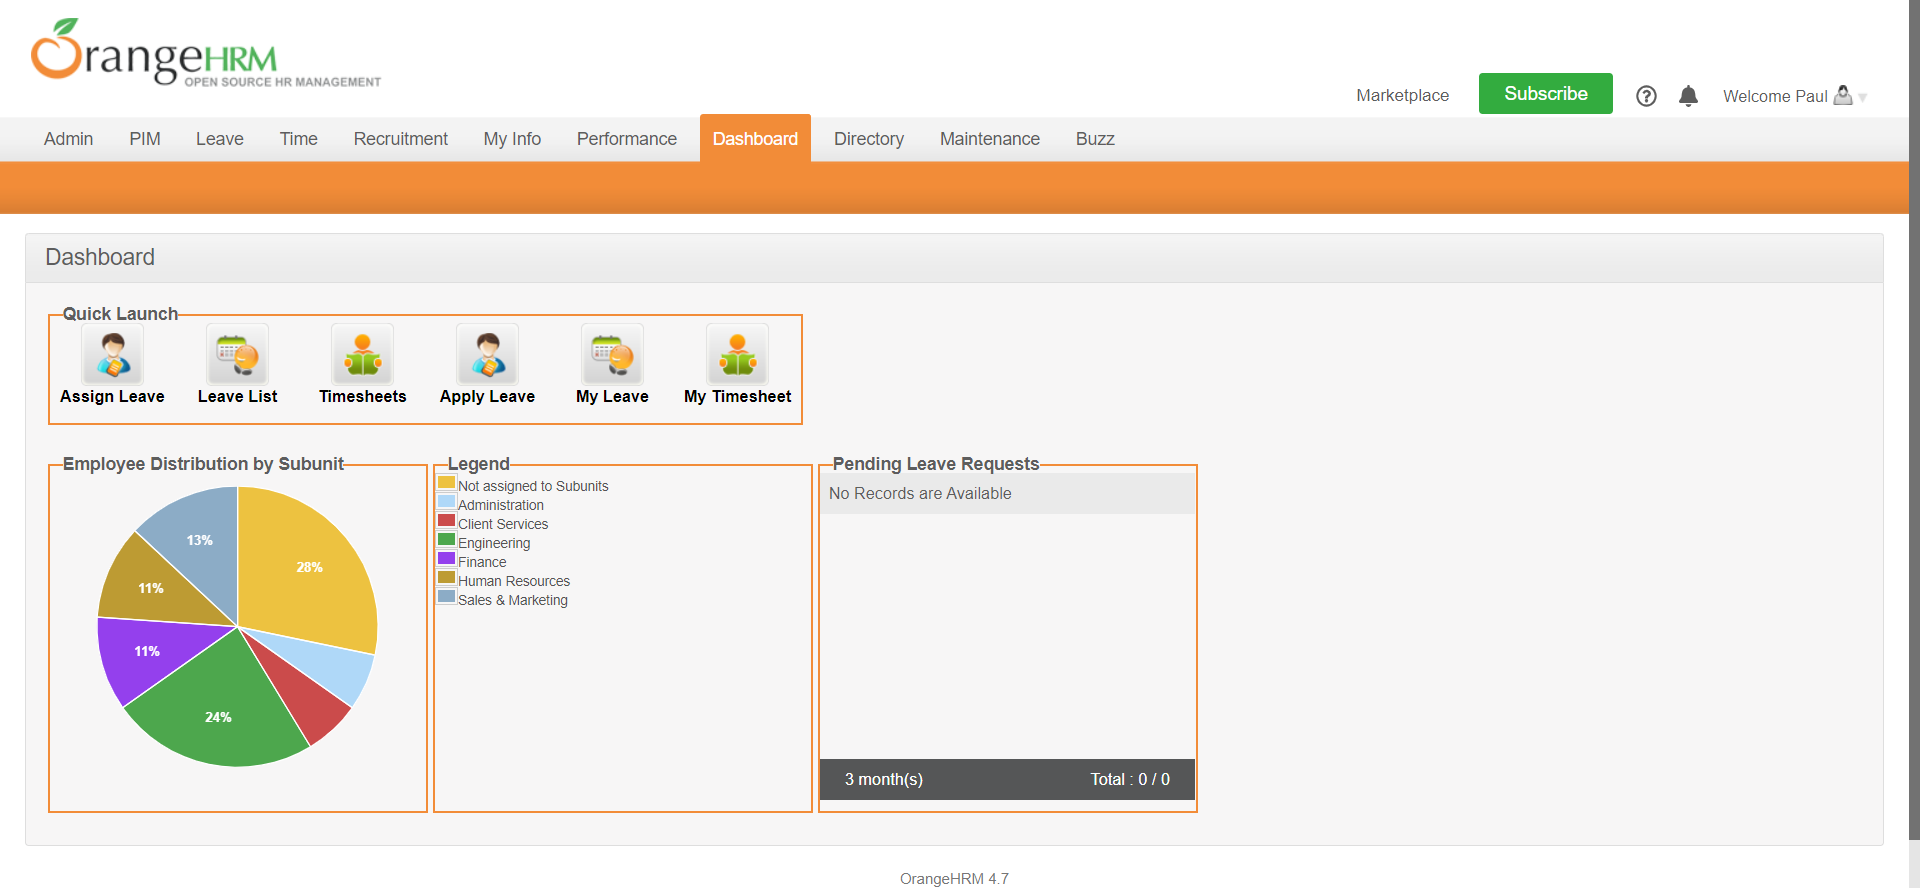 OrangeHRM
OPEN SOURCE HR MANAGEMENT
Marketplace
Subscribe
Welcome Paul
Admin PIM Leave Time Recruitment My Info Performance Dashboard Directory Maintenance Buzz
Dashboard
Quick Launch
Assign Leave Leave List Timesheets Apply Leave My Leave My Timesheet
Employee Distribution by Subunit
28%
24%
11%
11%
13%
Legend
Not assigned to Subunits
Administration
Client Services
Engineering
Finance
Human Resources
Sales & Marketing
Pending Leave Requests
No Records are Available
3 month(s) Total : 0 / 0
OrangeHRM 4.7